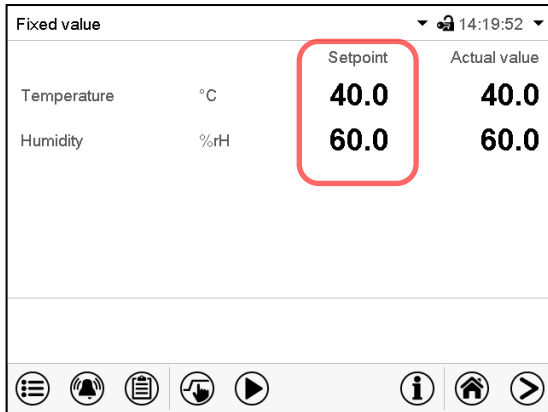 Fixed value 14:19:52
Setpoint Actual value
Temperature °C 40.0 40.0
Humidity %rH 60.0 60.0